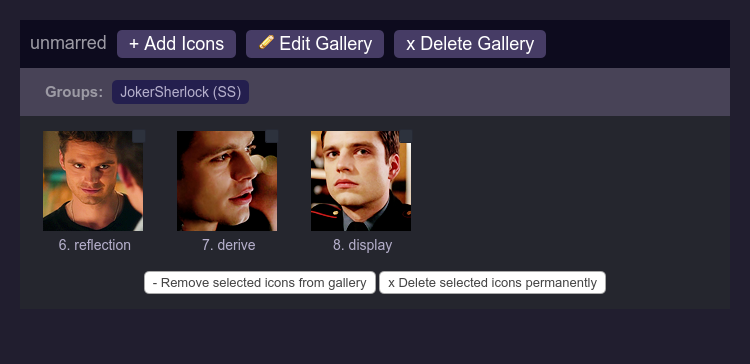 unmarred + Add Icons Edit Gallery x Delete Gallery
Groups: JokerSherlock (SS)
6. reflection 7. derive 8. display
- Remove selected icons from gallery x Delete selected icons permanently